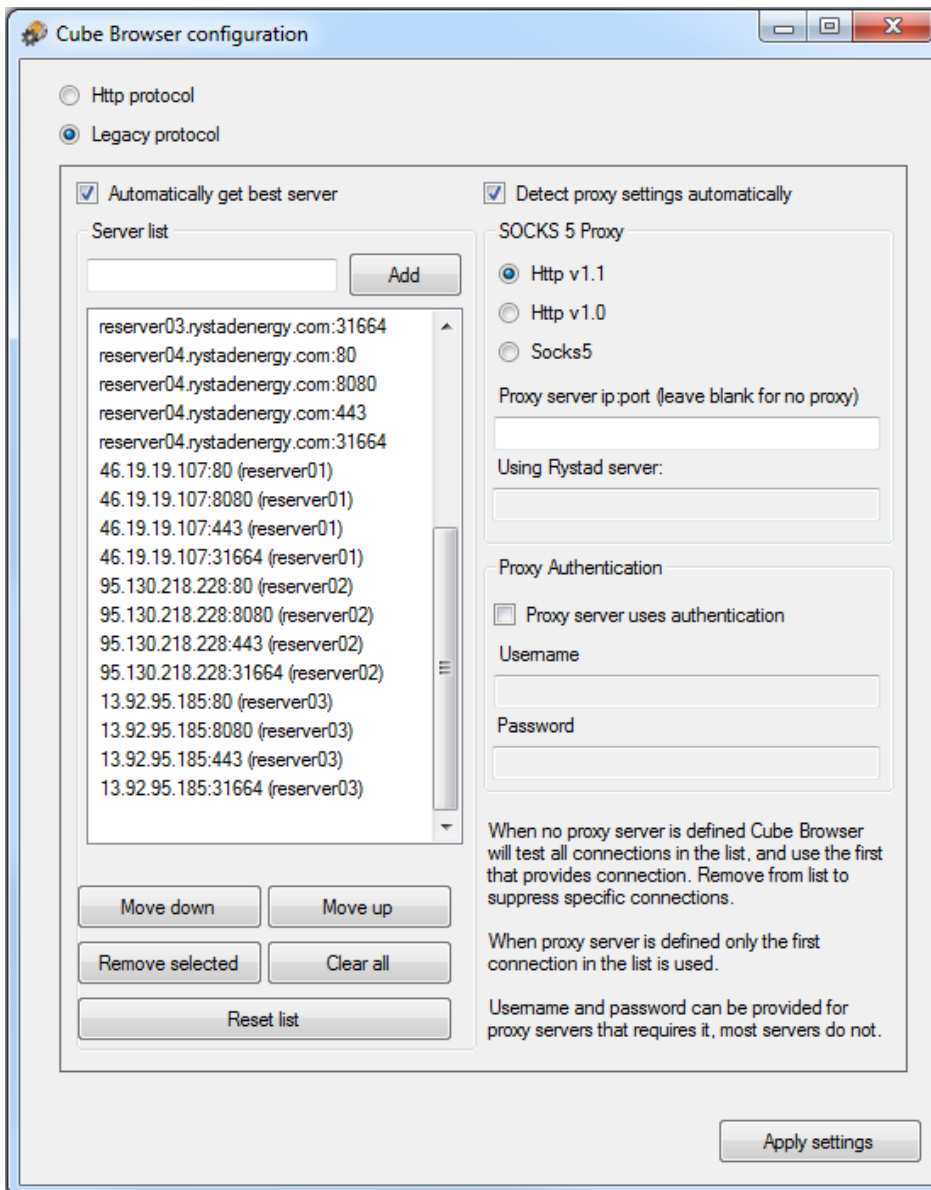 Cube Browser configuration
Http protocol
Legacy protocol
Automatically get best server
Server list
Add
reserver03.rystadenergy.com:31664
reserver04.rystadenergy.com:80
reserver04.rystadenergy.com:8080
reserver04.rystadenergy.com:443
reserver04.rystadenergy.com:31664
46.19.19.107:80 (reserver01)
46.19.19.107:8080 (reserver01)
46.19.19.107:443 (reserver01)
46.19.19.107:31664 (reserver01)
95.130.218.228:80 (reserver02)
95.130.218.228:8080 (reserver02)
95.130.218.228:443 (reserver02)
95.130.218.228:31664 (reserver02)
13.92.95.185:80 (reserver03)
13.92.95.185:8080 (reserver03)
13.92.95.185:443 (reserver03)
13.92.95.185:31664 (reserver03)
Move down
Move up
Remove selected
Clear all
Reset list
Detect proxy settings automatically
SOCKS 5 Proxy
Http v1.1
Http v1.0
Socks5
Proxy server ip:port (leave blank for no proxy)
Using Rystad server:
Proxy Authentication
Proxy server uses authentication
Username
Password
When no proxy server is defined Cube Browser
will test all connections in the list, and use the first
that provides connection. Remove from list to
suppress specific connections.
When proxy server is defined only the first
connection in the list is used.
Username and password can be provided for
proxy servers that requires it, most servers do not.
Apply settings